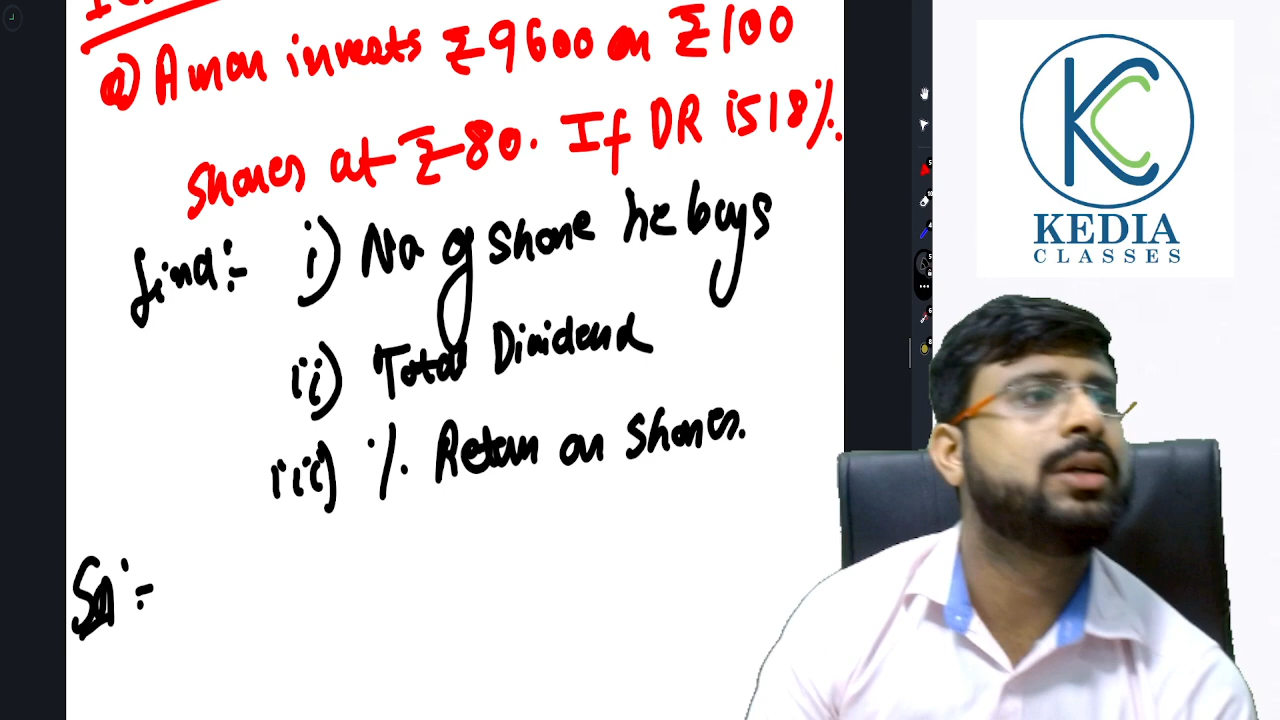 Q) Aman invests ₹9600 on ₹100
shares at ₹80. If DR is 18%.
find:- i) No of share he buys
ii) Total Dividend
iii) % Return on shares.
Sol:-
KC
KEDIA
CLASSES